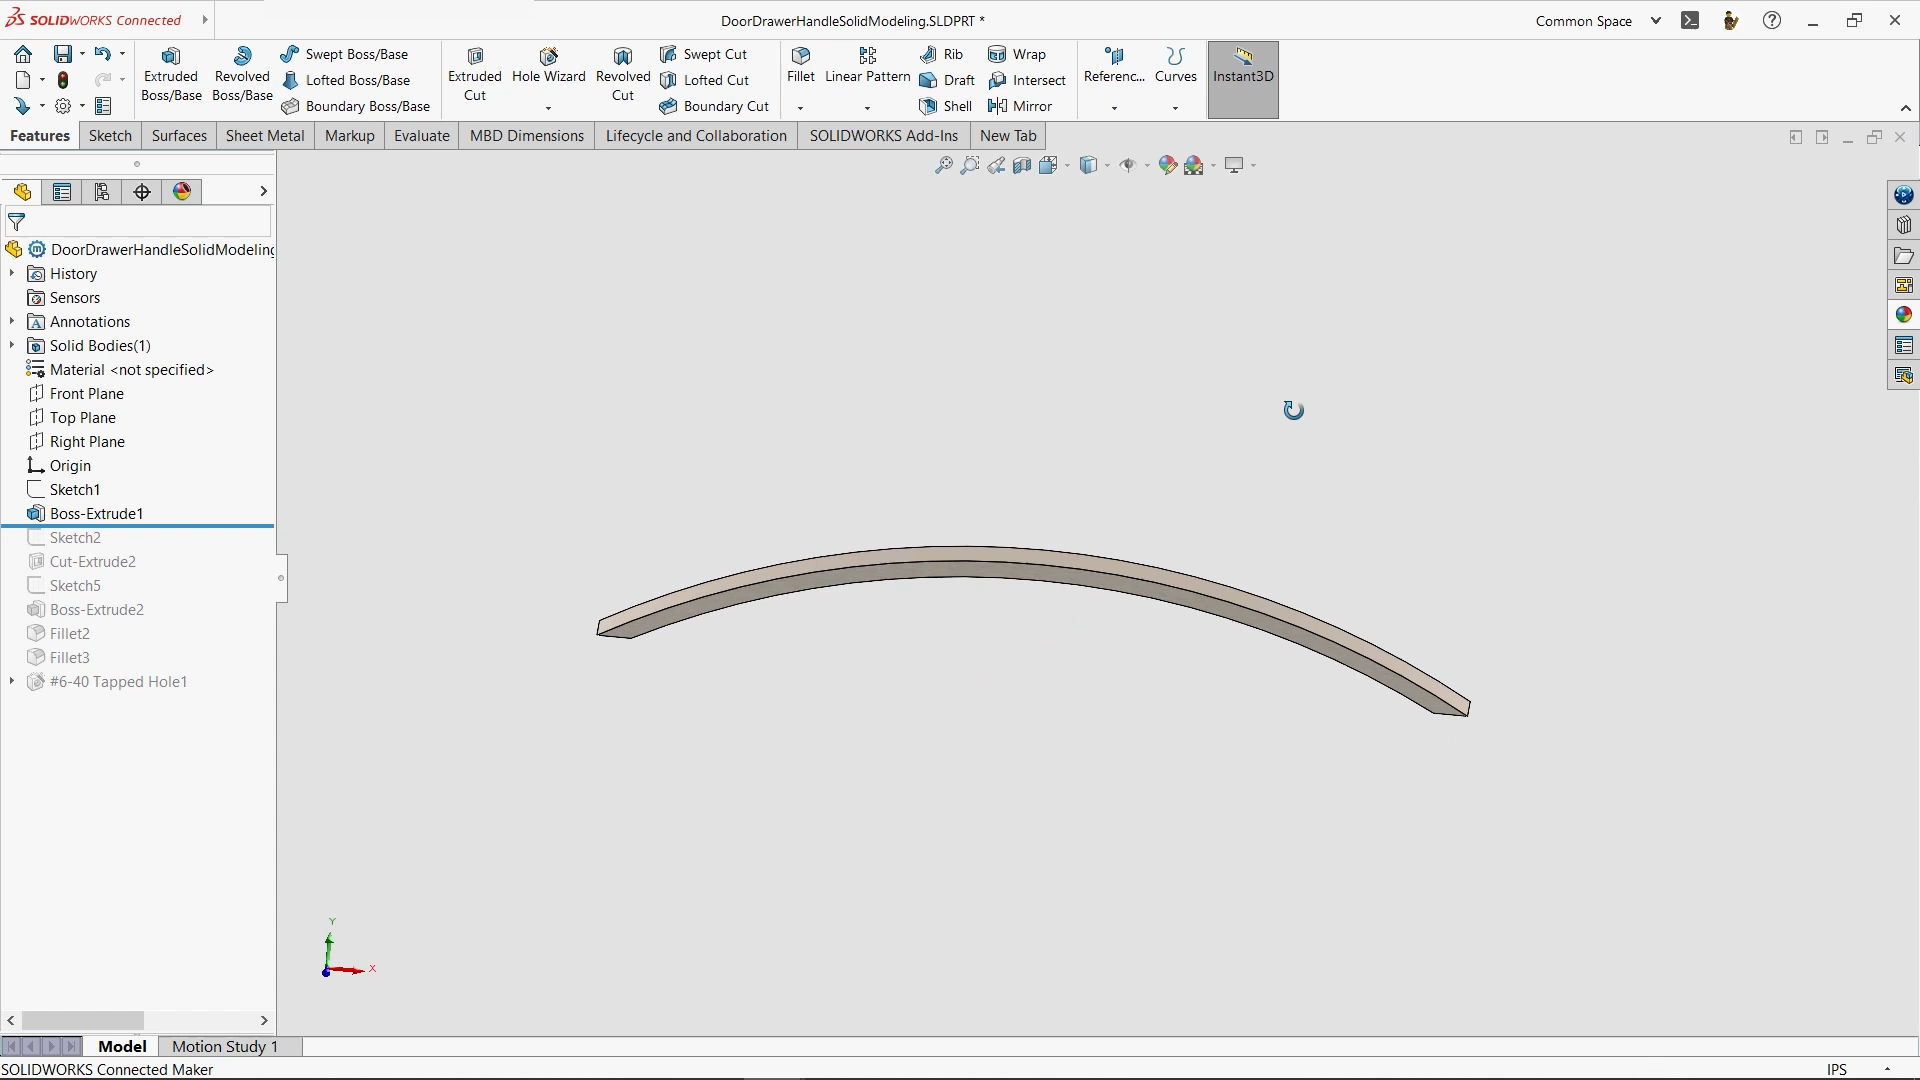 SOLIDWORKS Connected
DoorDrawerHandleSolidModeling.SLDPRT *
Common Space
Extruded Boss/Base
Revolved Boss/Base
Swept Boss/Base
Lofted Boss/Base
Boundary Boss/Base
Extruded Cut
Hole Wizard
Revolved Cut
Swept Cut
Lofted Cut
Boundary Cut
Fillet
Linear Pattern
Rib
Draft
Shell
Wrap
Intersect
Mirror
Referenc...
Curves
Instant3D
Features
Sketch
Surfaces
Sheet Metal
Markup
Evaluate
MBD Dimensions
Lifecycle and Collaboration
SOLIDWORKS Add-Ins
New Tab
DoorDrawerHandleSolidModeling
History
Sensors
Annotations
Solid Bodies(1)
Material <not specified>
Front Plane
Top Plane
Right Plane
Origin
Sketch1
Boss-Extrude1
Sketch2
Cut-Extrude2
Sketch5
Boss-Extrude2
Fillet2
Fillet3
#6-40 Tapped Hole1
Y
X
Model
Motion Study 1
SOLIDWORKS Connected Maker
IPS